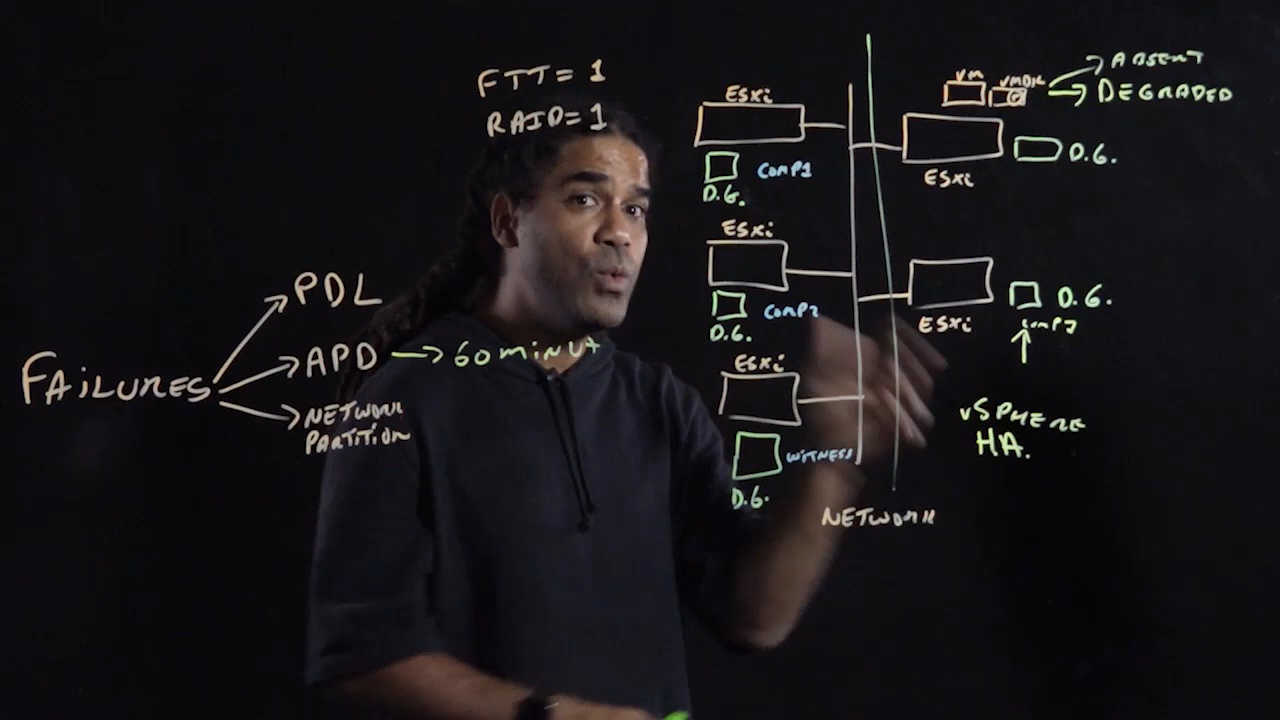 FTT= 1
RAID=1
FAILURES
PDL
APD → 60 minut
NETWORK
PARTITION
ESXi
COMP1
D.G.
ESXi
COMP2
D.G.
ESXi
WITNESS
D.G.
NETWORK
VM
VMDK
ABSENT
DEGRADED
D.G.
ESXi
D.G.
ESXi
vSPHERE
HA.